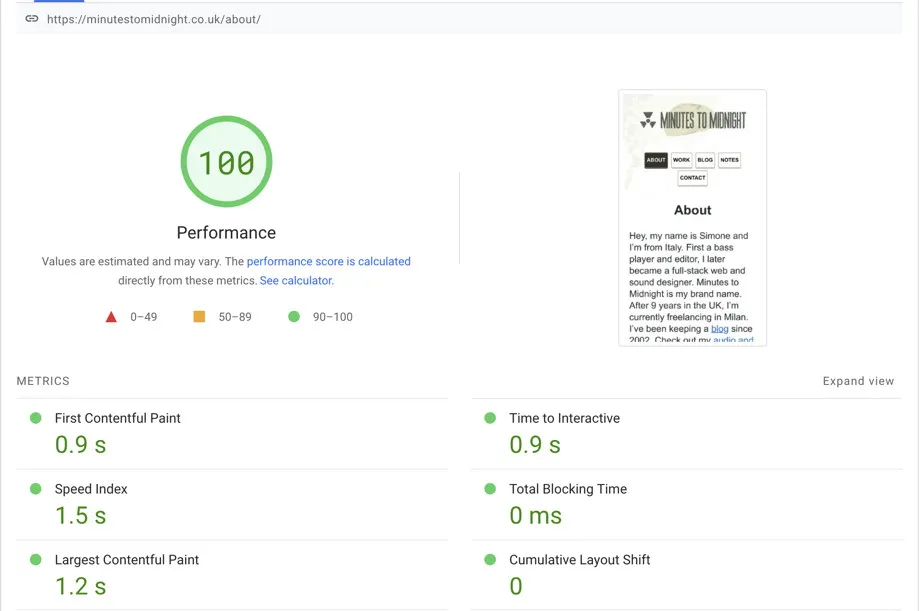 https://minutestomidnight.co.uk/about/
100
Performance
Values are estimated and may vary. The performance score is calculated
directly from these metrics. See calculator.
0–49
50–89
90–100
MINUTES TO MIDNIGHT
ABOUT
WORK
BLOG
NOTES
CONTACT
About
Hey, my name is Simone and
I'm from Italy. First a bass
player and editor, I later
became a full-stack web and
sound designer. Minutes to
Midnight is my brand name.
After 9 years in the UK, I'm
currently freelancing in Milan.
I've been keeping a blog since
2002. Check out my audio and
METRICS
Expand view
First Contentful Paint
0.9 s
Time to Interactive
0.9 s
Speed Index
1.5 s
Total Blocking Time
0 ms
Largest Contentful Paint
1.2 s
Cumulative Layout Shift
0